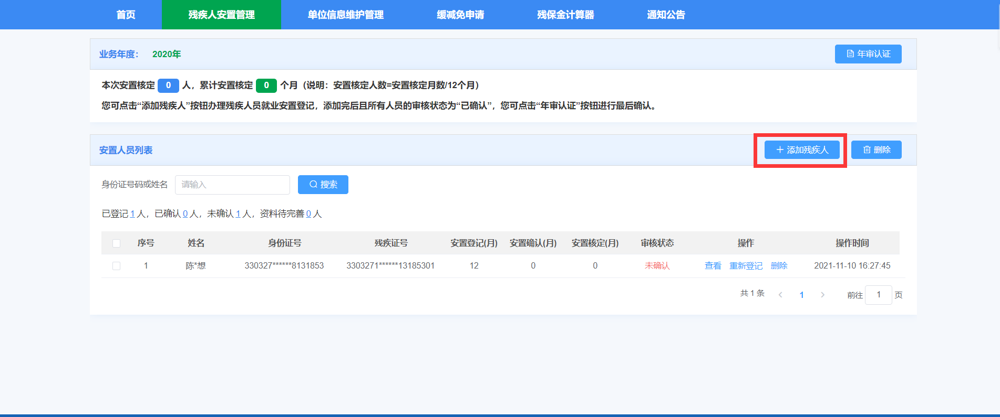 首页 残疾人安置管理 单位信息维护管理 缓减免申请 残保金计算器 通知公告
业务年度： 2020年 年审认证
本次安置核定 0 人，累计安置核定 0 个月（说明：安置核定人数=安置核定月数/12个月）
您可点击“添加残疾人”按钮办理残疾人员就业安置登记，添加完后且所有人员的审核状态为“已确认”，您可点击“年审认证”按钮进行最后确认。
安置人员列表 添加残疾人 删除
身份证号码或姓名 请输入 搜索
已登记 1 人，已确认 0 人，未确认 1 人，资料待完善 0 人
序号 姓名 身份证号 残疾证号 安置登记(月) 安置确认(月) 安置核定(月) 审核状态 操作 操作时间
1 陈*想 330327******8131853 3303271******13185301 12 0 0 未确认 查看 重新登记 删除 2021-11-10 16:27:45
共 1 条 1 前往 1 页